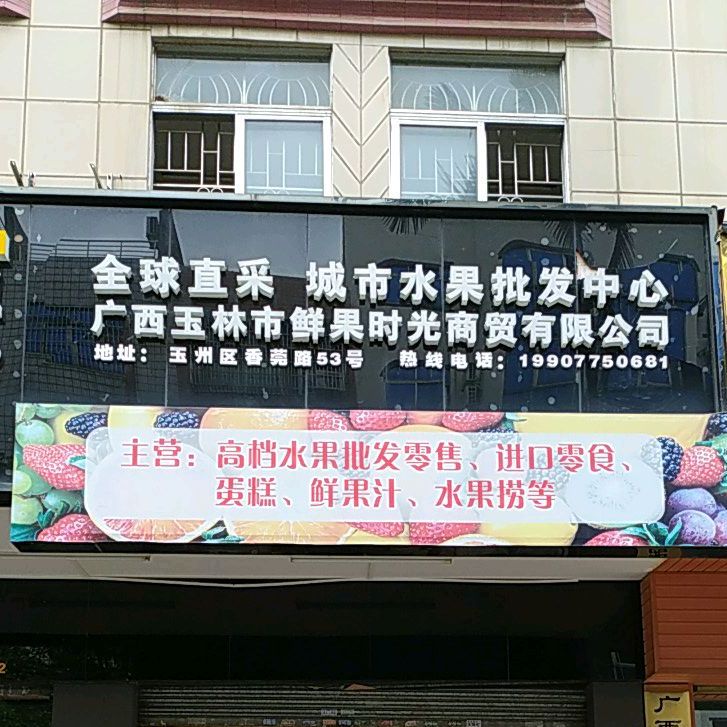 全球直采 城市水果批发中心
广西玉林市鲜果时光商贸有限公司
地址：玉州区香莞路53号 热线电话：19907750681
主营：高档水果批发零售、进口零食、
蛋糕、鲜果汁、水果捞等
广西